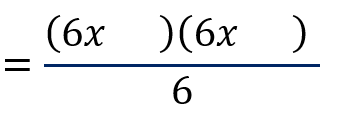 = (6x   )(6x   )
6